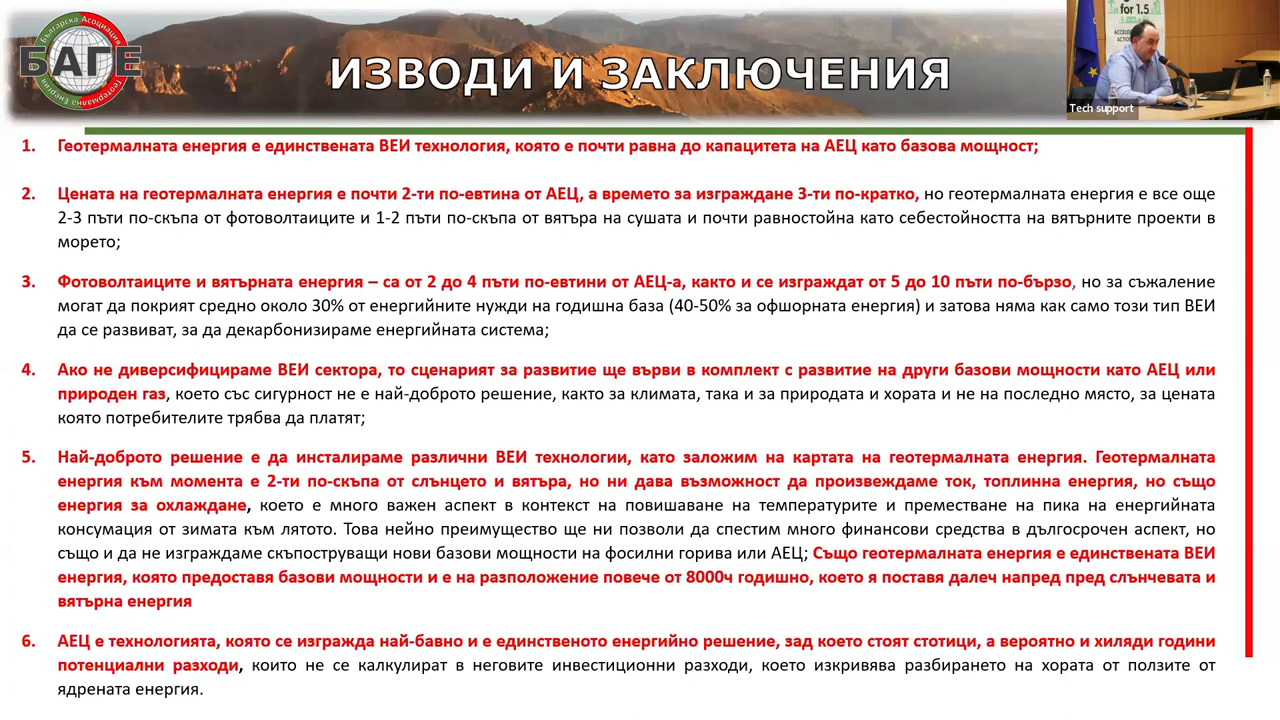 Българска Асоциация
БАГЕ
Геотермална Енергия
ИЗВОДИ И ЗАКЛЮЧЕНИЯ
for 1.5
Tech support
1. Геотермалната енергия е единствената ВЕИ технология, която е почти равна до капацитета на АЕЦ като базова мощност;
2. Цената на геотермалната енергия е почти 2-ти по-евтина от АЕЦ, а времето за изграждане 3-ти по-кратко, но геотермалната енергия е все още
2-3 пъти по-скъпа от фотоволтаиците и 1-2 пъти по-скъпа от вятъра на сушата и почти равностойна като себестойността на вятърните проекти в
морето;
3. Фотоволтаиците и вятърната енергия – са от 2 до 4 пъти по-евтини от АЕЦ-а, както и се изграждат от 5 до 10 пъти по-бързо, но за съжаление
могат да покрият средно около 30% от енергийните нужди на годишна база (40-50% за офшорната енергия) и затова няма как само този тип ВЕИ
да се развиват, за да декарбонизираме енергийната система;
4. Ако не диверсифицираме ВЕИ сектора, то сценарият за развитие ще върви в комплект с развитие на други базови мощности като АЕЦ или
природен газ, което със сигурност не е най-доброто решение, както за климата, така и за природата и хората и не на последно място, за цената
която потребителите трябва да платят;
5. Най-доброто решение е да инсталираме различни ВЕИ технологии, като заложим на картата на геотермалната енергия. Геотермалната
енергия към момента е 2-ти по-скъпа от слънцето и вятъра, но ни дава възможност да произвеждаме ток, топлинна енергия, но също
енергия за охлаждане, което е много важен аспект в контекст на повишаване на температурите и преместване на пика на енергийната
консумация от зимата към лятото. Това нейно преимущество ще ни позволи да спестим много финансови средства в дългосрочен аспект, но
също и да не изграждаме скъпоструващи нови базови мощности на фосилни горива или АЕЦ; Също геотермалната енергия е единствената ВЕИ
енергия, която предоставя базови мощности и е на разположение повече от 8000ч годишно, което я поставя далеч напред пред слънчевата и
вятърна енергия
6. АЕЦ е технологията, която се изгражда най-бавно и е единственото енергийно решение, зад което стоят стотици, а вероятно и хиляди години
потенциални разходи, които не се калкулират в неговите инвестиционни разходи, което изкривява разбирането на хората от ползите от
ядрената енергия.